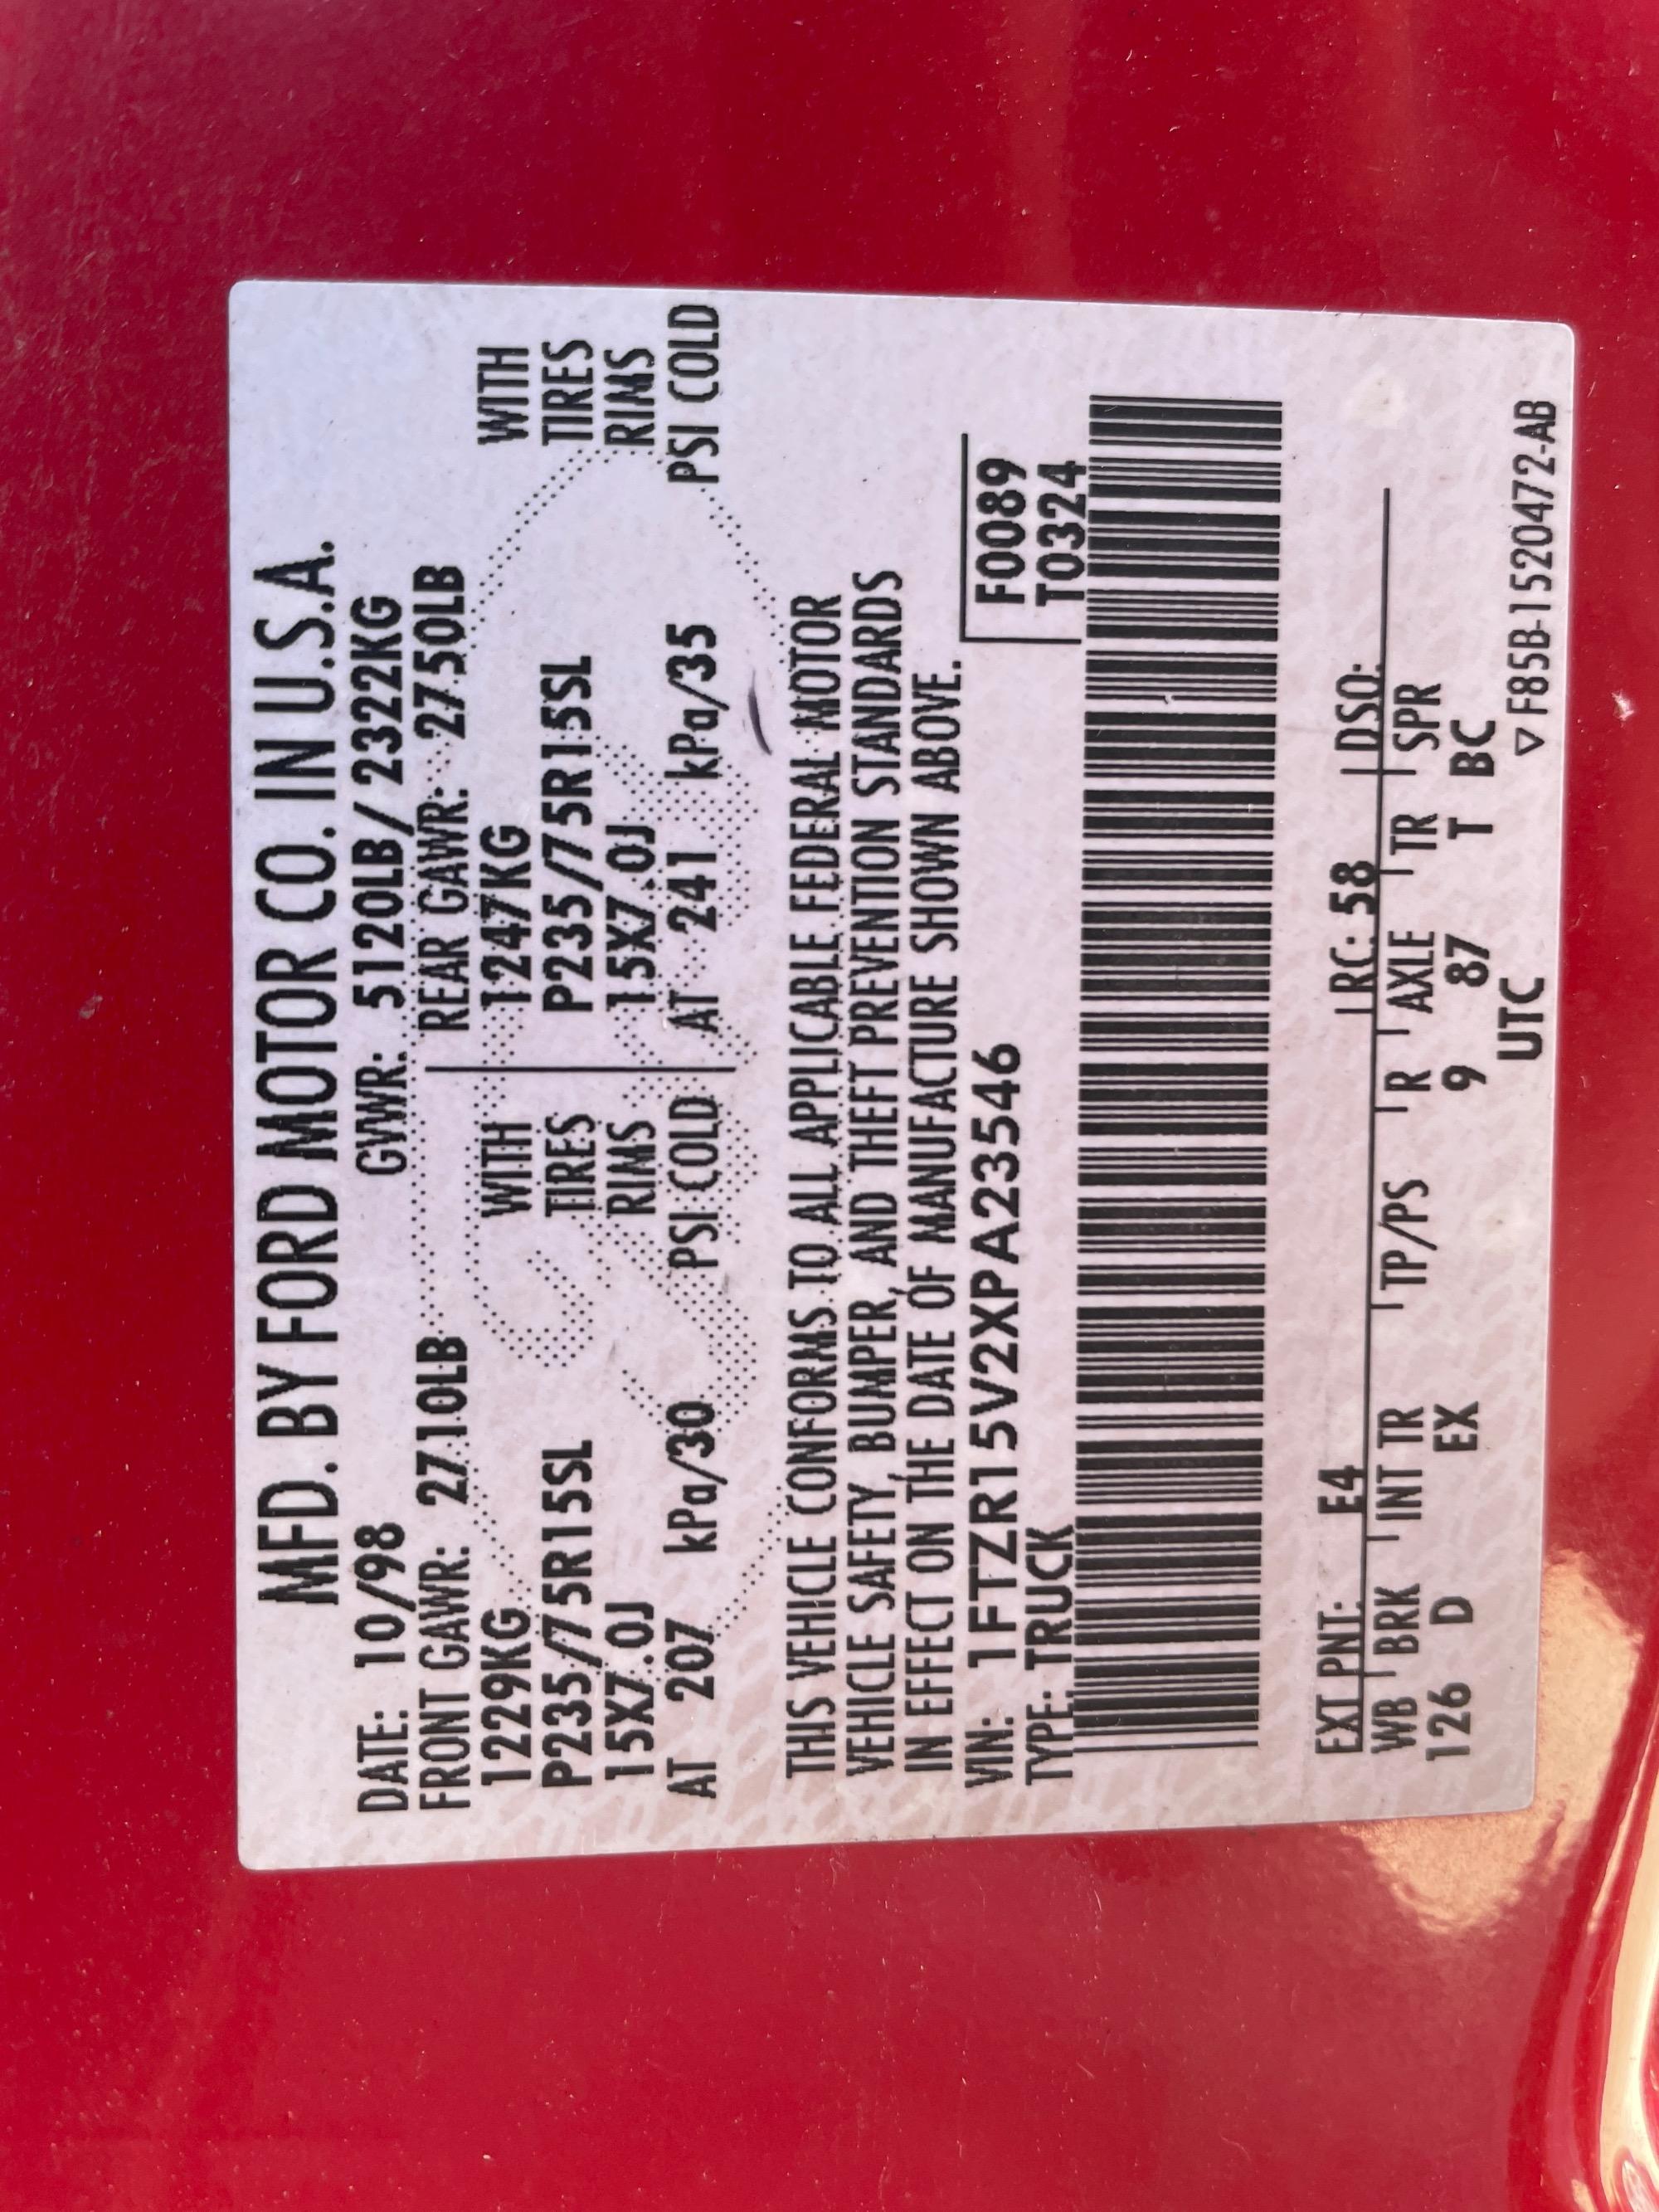 MFD. BY FORD MOTOR CO. IN U.S.A.
DATE: 10/98 GVWR: 5120LB/ 2322KG
FRONT GAWR: 2710LB REAR GAWR: 2750LB
1229KG WITH 1247KG WITH
P235/75R15SL TIRES P235/75R15SL TIRES
15X7.0J RIMS 15X7.0J RIMS
AT 207 kPa/30 PSI COLD AT 241 kPa/35 PSI COLD
THIS VEHICLE CONFORMS TO ALL APPLICABLE FEDERAL MOTOR
VEHICLE SAFETY, BUMPER, AND THEFT PREVENTION STANDARDS
IN EFFECT ON THE DATE OF MANUFACTURE SHOWN ABOVE.
VIN: 1FTZR15V2XPA23546 F0089
TYPE: TRUCK T0324
EXT PNT: E4 RC: 58 DSO:
WB BRK INT TR TP/PS R AXLE TR SPR
126 D EX 9 87 T BC
UTC
▽ F85B-1520472-AB